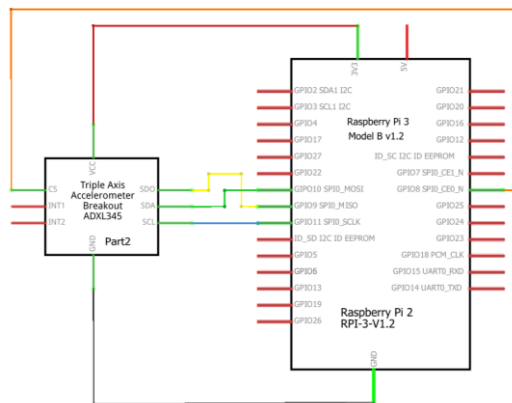 3V3
5V
GPIO2 SDA1 I2C
GPIO21
GPIO3 SCL1 I2C
GPIO20
GPIO4
Raspberry Pi 3
Model B v1.2
GPIO16
GPIO17
GPIO12
GPIO27
ID_SC I2C ID EEPROM
GPIO22
GPIO7 SPI0_CE1_N
GPIO10 SPI0_MOSI
GPIO8 SPI0_CE0_N
GPIO9 SPI0_MISO
GPIO25
GPIO11 SPI0_SCLK
GPIO24
ID_SD I2C ID EEPROM
GPIO23
GPIO5
GPIO18 PCM_CLK
GPIO6
GPIO15 UART0_RXD
GPIO13
GPIO14 UART0_TXD
GPIO19
GPIO26
Raspberry Pi 2
RPI-3-V1.2
GND
VCC
CS
INT1
INT2
Triple Axis
Accelerometer
Breakout
ADXL345
SDO
SDA
SCL
Part2
GND